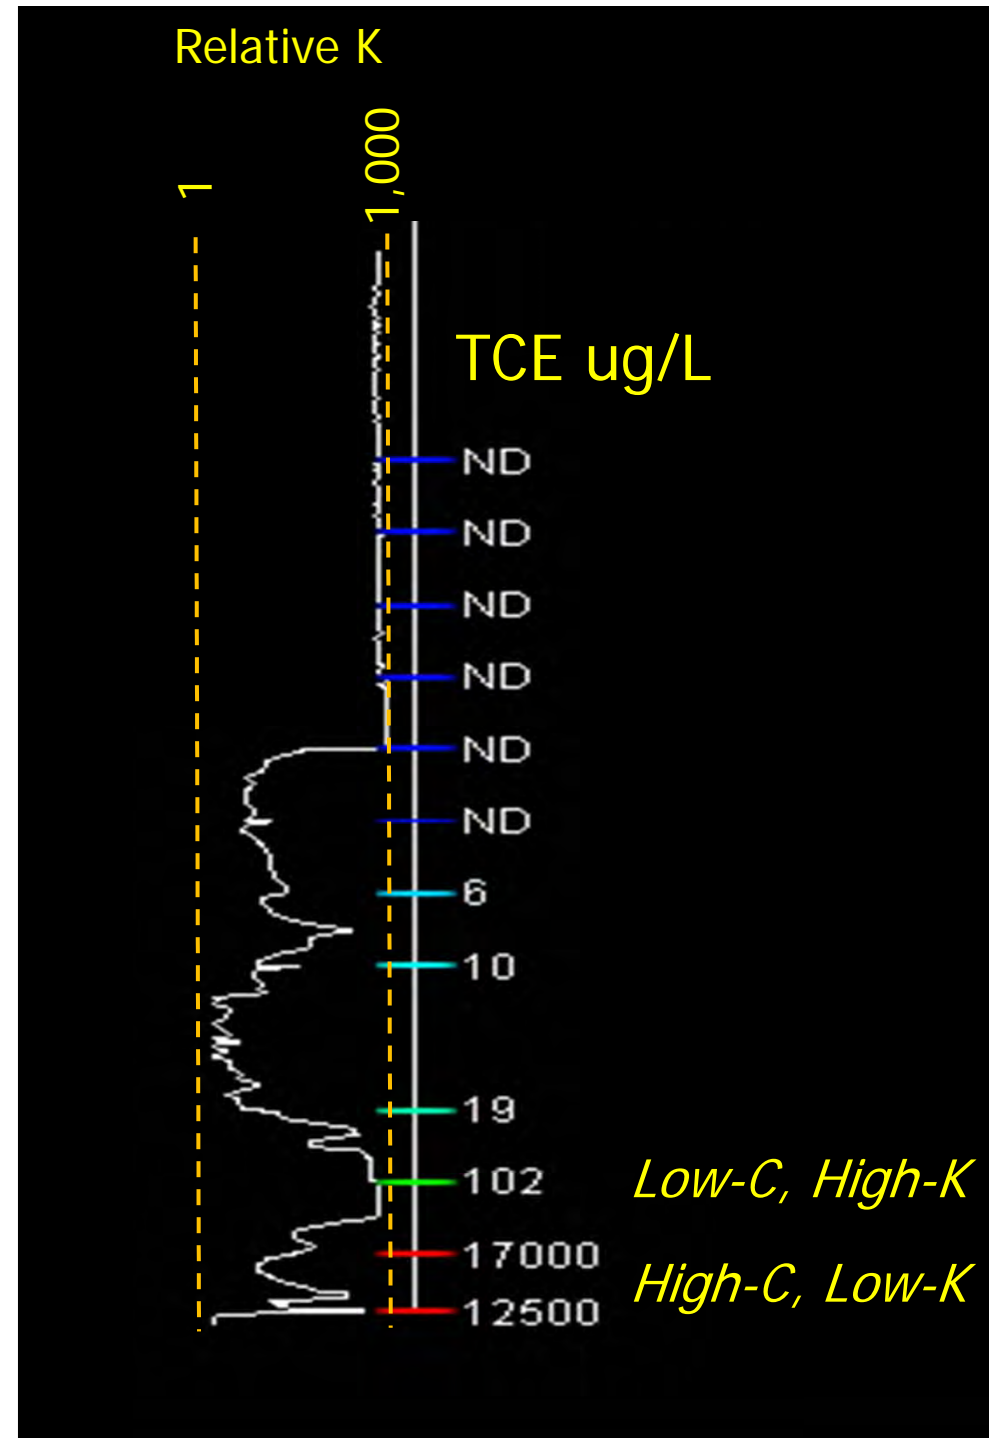 Relative K
1
1,000
TCE ug/L
ND
ND
ND
ND
ND
ND
6
10
19
102
Low-C, High-K
17000
High-C, Low-K
12500